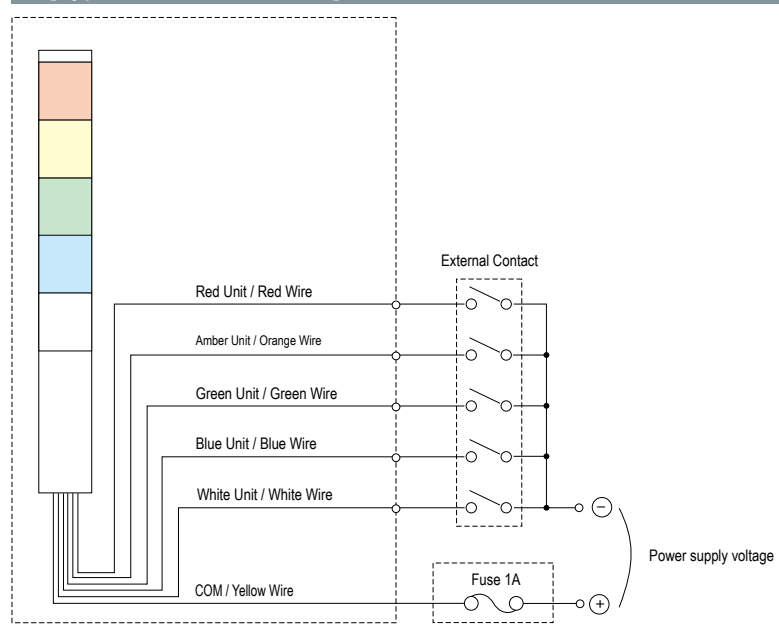 External Contact
Red Unit / Red Wire
Amber Unit / Orange Wire
Green Unit / Green Wire
Blue Unit / Blue Wire
White Unit / White Wire
−
Power supply voltage
Fuse 1A
COM / Yellow Wire
+